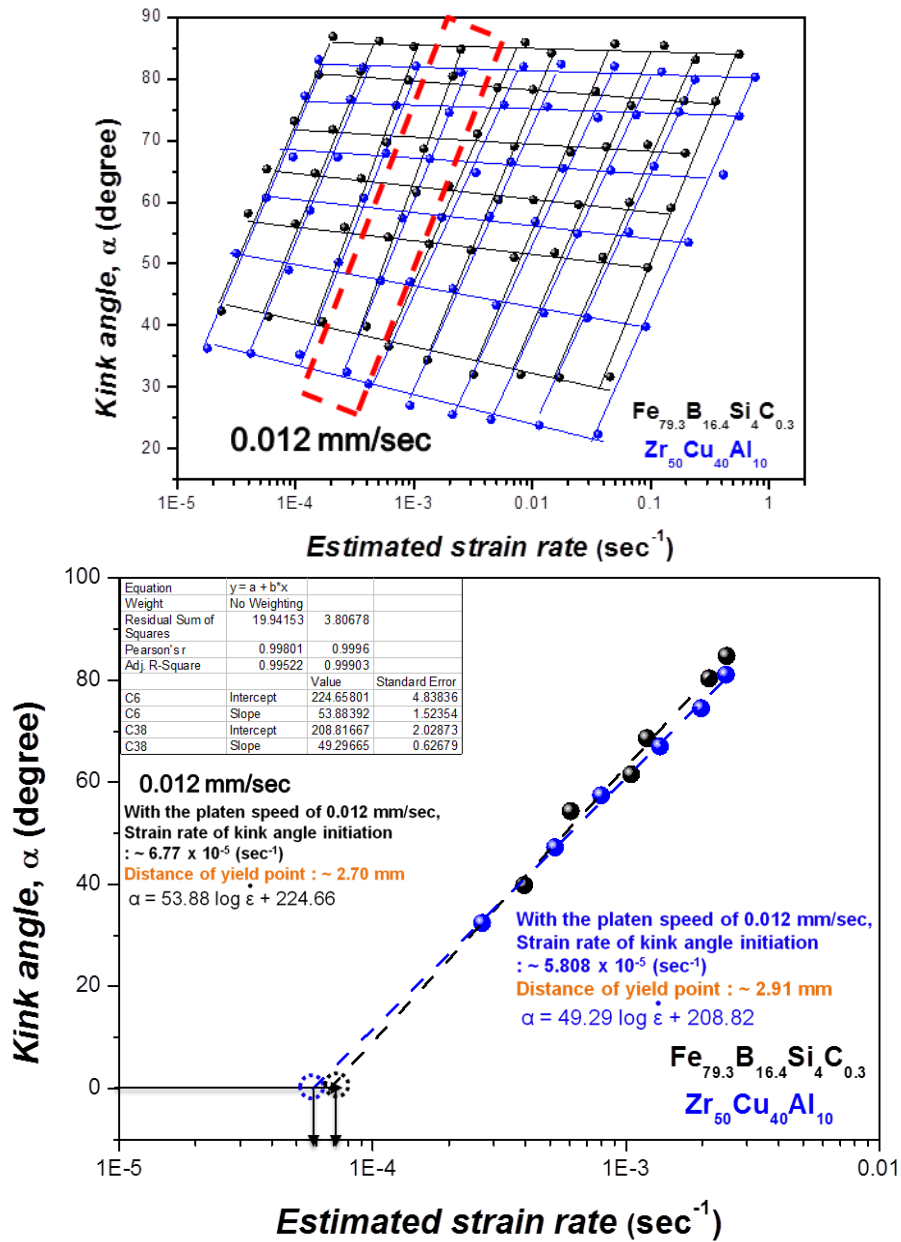 90
80
70
60
50
40
30
20
Kink angle, α (degree)
0.012 mm/sec
Fe79.3B16.4Si4C0.3
Zr50Cu40Al10
1E-5 1E-4 1E-3 0.01 0.1 1
Estimated strain rate (sec-1)
100
80
60
40
20
0
Kink angle, α (degree)
Equation y = a + b*x
Weight No Weighting
Residual Sum of Squares 19.94153 3.80678
Pearson's r 0.99801 0.9996
Adj. R-Square 0.99522 0.99903
Value Standard Error
C6 Intercept 224.65801 4.83836
C6 Slope 53.88392 1.52354
C38 Intercept 208.81667 2.02873
C38 Slope 49.29665 0.62679
0.012 mm/sec
With the platen speed of 0.012 mm/sec,
Strain rate of kink angle initiation
: ~ 6.77 x 10-5 (sec-1)
Distance of yield point : ~ 2.70 mm
α = 53.88 log ε̇ + 224.66
With the platen speed of 0.012 mm/sec,
Strain rate of kink angle initiation
: ~ 5.808 x 10-5 (sec-1)
Distance of yield point : ~ 2.91 mm
α = 49.29 log ε̇ + 208.82
Fe79.3B16.4Si4C0.3
Zr50Cu40Al10
1E-5 1E-4 1E-3 0.01
Estimated strain rate (sec-1)